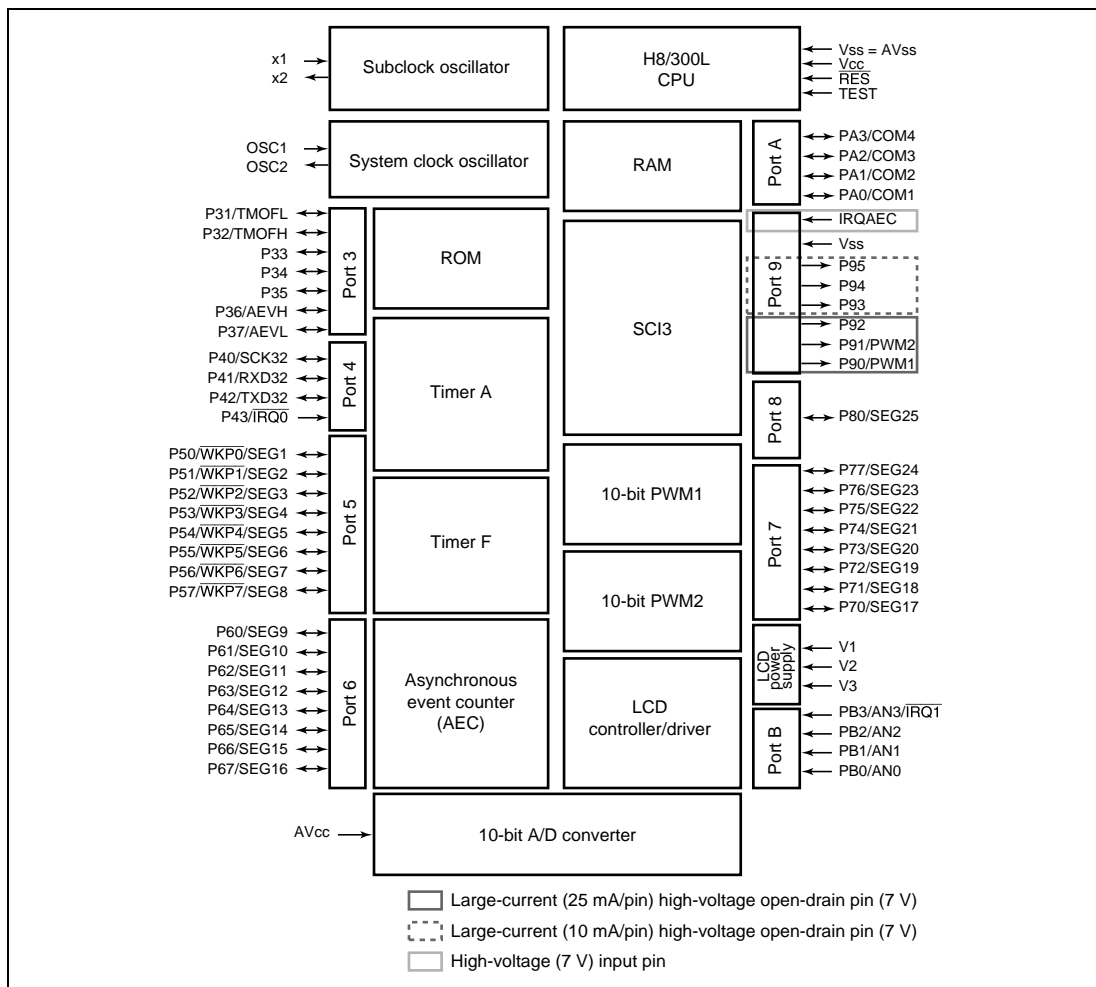 x1
x2
Subclock oscillator
H8/300L
CPU
Vss = AVss
Vcc
RES
TEST
OSC1
OSC2
System clock oscillator
RAM
Port A
PA3/COM4
PA2/COM3
PA1/COM2
PA0/COM1
P31/TMOFL
P32/TMOFH
P33
P34
P35
P36/AEVH
P37/AEVL
Port 3
ROM
SCI3
Port 9
IRQAEC
Vss
P95
P94
P93
P92
P91/PWM2
P90/PWM1
P40/SCK32
P41/RXD32
P42/TXD32
P43/IRQ0
Port 4
Timer A
Port 8
P80/SEG25
P50/WKP0/SEG1
P51/WKP1/SEG2
P52/WKP2/SEG3
P53/WKP3/SEG4
P54/WKP4/SEG5
P55/WKP5/SEG6
P56/WKP6/SEG7
P57/WKP7/SEG8
Port 5
Timer F
10-bit PWM1
10-bit PWM2
Port 7
P77/SEG24
P76/SEG23
P75/SEG22
P74/SEG21
P73/SEG20
P72/SEG19
P71/SEG18
P70/SEG17
P60/SEG9
P61/SEG10
P62/SEG11
P63/SEG12
P64/SEG13
P65/SEG14
P66/SEG15
P67/SEG16
Port 6
Asynchronous
event counter
(AEC)
LCD
controller/driver
LCD
power
supply
V1
V2
V3
Port B
PB3/AN3/IRQ1
PB2/AN2
PB1/AN1
PB0/AN0
AVcc
10-bit A/D converter
Large-current (25 mA/pin) high-voltage open-drain pin (7 V)
Large-current (10 mA/pin) high-voltage open-drain pin (7 V)
High-voltage (7 V) input pin